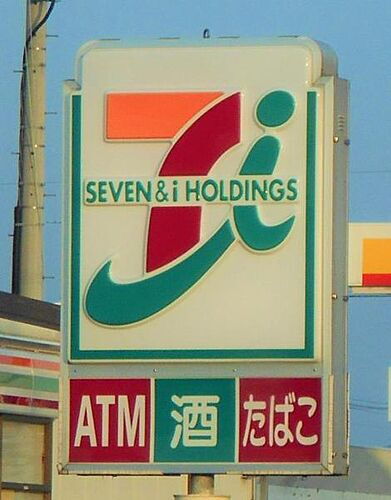 SEVEN & i HOLDINGS
ATM 酒 たばこ